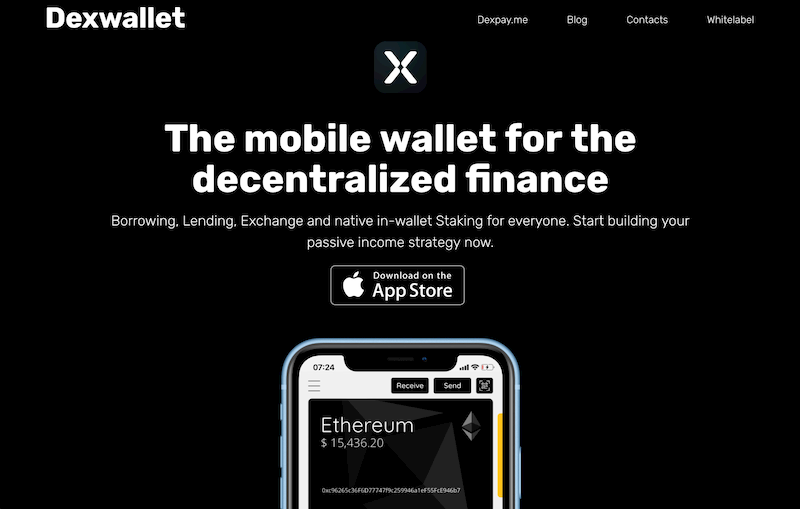 Dexwallet
Dexpay.me Blog Contacts Whitelabel
The mobile wallet for the
decentralized finance
Borrowing, Lending, Exchange and native in-wallet Staking for everyone. Start building your
passive income strategy now.
Download on the
App Store
07:24
Receive Send
Ethereum
$ 15,436.20
0xc96265c36F6D77747f9c259946a1eF55FcE946b7